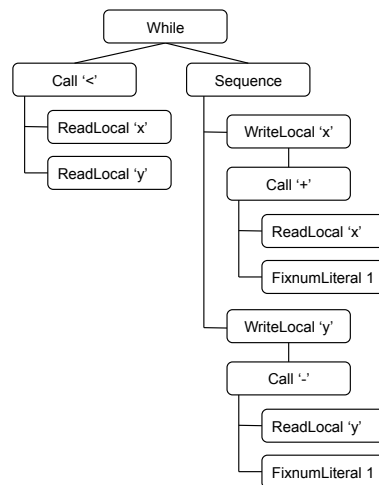 While
Call ‘<’
Sequence
ReadLocal ‘x’
ReadLocal ‘y’
WriteLocal ‘x’
Call ‘+’
ReadLocal ‘x’
FixnumLiteral 1
WriteLocal ‘y’
Call ‘-’
ReadLocal ‘y’
FixnumLiteral 1